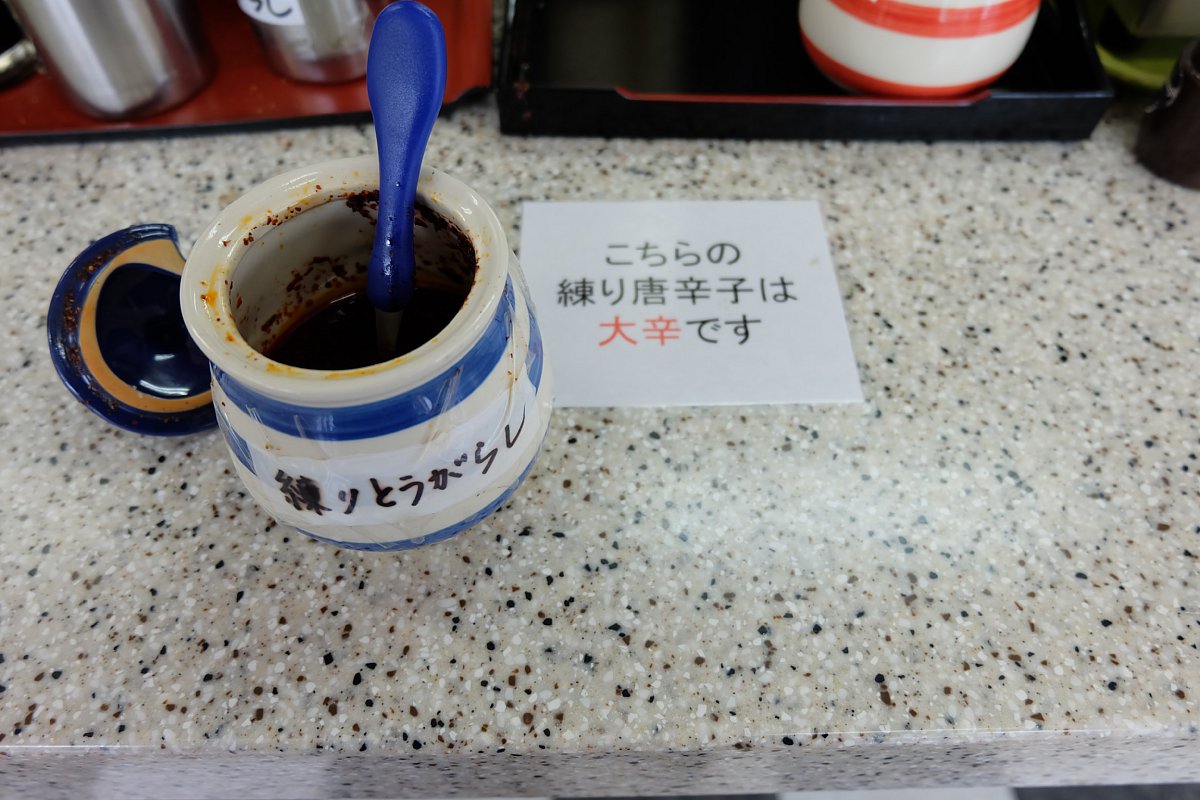 こちらの
練り唐辛子は
大辛です
練りとうがらし